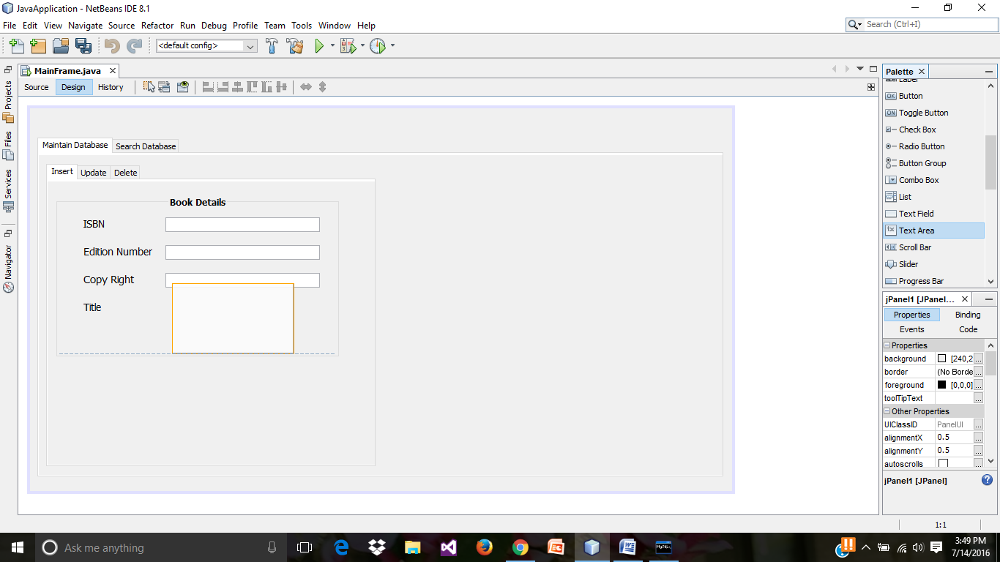 JavaApplication - NetBeans IDE 8.1
File Edit View Navigate Source Refactor Run Debug Profile Team Tools Window Help
Search (Ctrl+I)
<default config>
MainFrame.java
Source Design History
Projects
Files
Services
Navigator
Maintain Database Search Database
Insert Update Delete
Book Details
ISBN
Edition Number
Copy Right
Title
Palette
Label
OK Button
ON Toggle Button
Check Box
Radio Button
Button Group
Combo Box
List
Text Field
Text Area
Scroll Bar
Slider
Progress Bar
jPanel1 [JPanel...
Properties Binding
Events Code
Properties
background [240,2 ...
border (No Borde ...
foreground [0,0,0] ...
toolTipText ...
Other Properties
UIClassID PanelUI ...
alignmentX 0.5 ...
alignmentY 0.5 ...
autoscrolls ...
jPanel1 [JPanel]
1:1
Ask me anything
MySQL
3:49 PM
7/14/2016